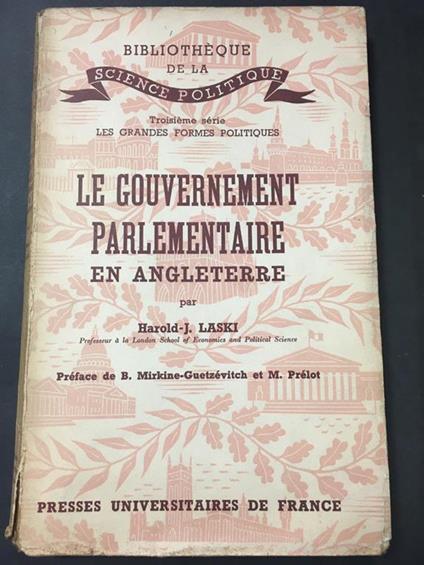 BIBLIOTHÈQUE
DE LA
SCIENCE POLITIQUE
Troisième série
LES GRANDES FORMES POLITIQUES
LE GOUVERNEMENT
PARLEMENTAIRE
EN ANGLETERRE
par
Harold-J. LASKI
Professeur à la London School of Economics and Political Science
Préface de B. Mirkine-Guetzévitch et M. Prélot
PRESSES UNIVERSITAIRES DE FRANCE